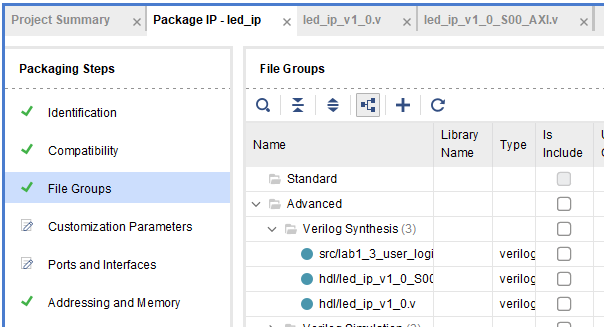 Project Summary
Package IP - led_ip
led_ip_v1_0.v
led_ip_v1_0_S00_AXI.v
Packaging Steps
Identification
Compatibility
File Groups
Customization Parameters
Ports and Interfaces
Addressing and Memory
File Groups
Name
Library
Name
Type
Is
Include
Standard
Advanced
Verilog Synthesis (3)
src/lab1_3_user_logi
verilog
hdl/led_ip_v1_0_S00
verilog
hdl/led_ip_v1_0.v
verilog
Verilog Simulation (3)